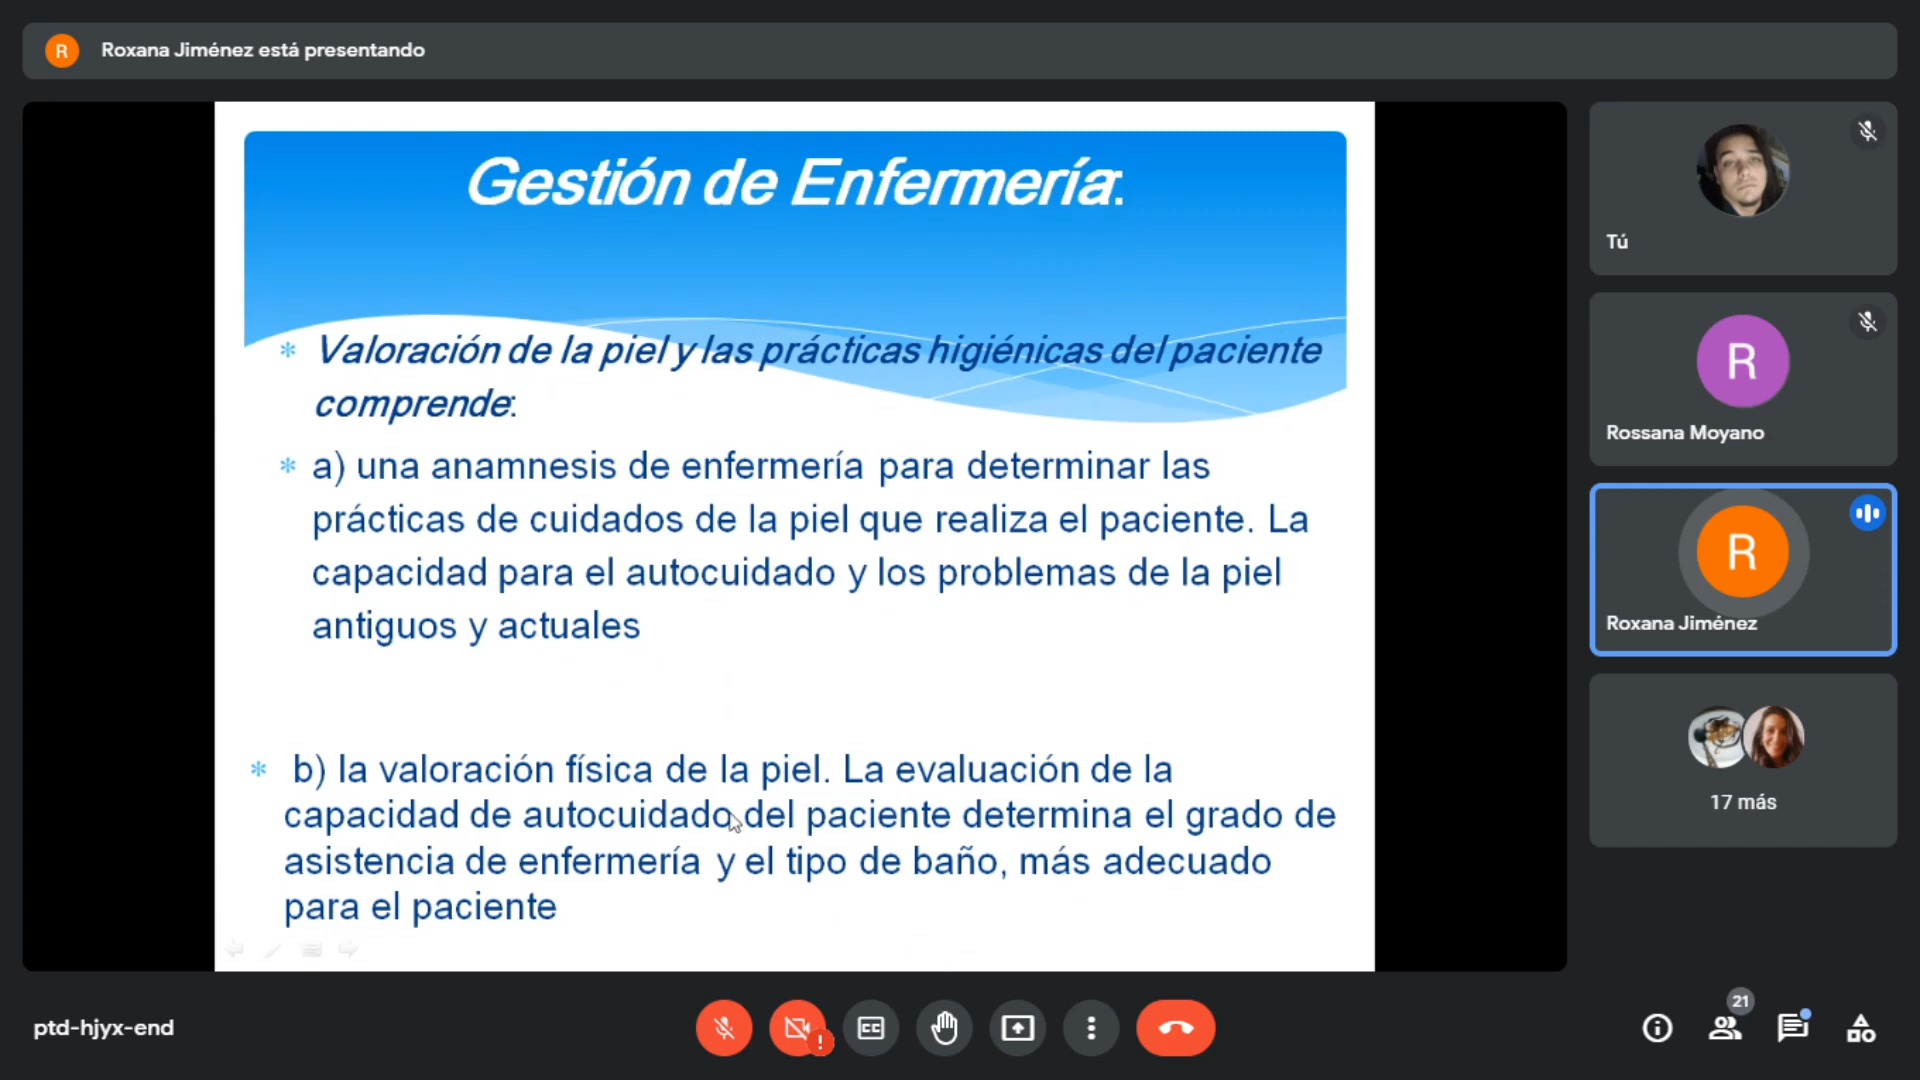 R
Roxana Jiménez está presentando
Gestión de Enfermería:
* Valoración de la piel y las prácticas higiénicas del paciente
comprende:
* a) una anamnesis de enfermería para determinar las
prácticas de cuidados de la piel que realiza el paciente. La
capacidad para el autocuidado y los problemas de la piel
antiguos y actuales
* b) la valoración física de la piel. La evaluación de la
capacidad de autocuidado del paciente determina el grado de
asistencia de enfermería y el tipo de baño, más adecuado
para el paciente
Tú
R
Rossana Moyano
R
Roxana Jiménez
17 más
ptd-hjyx-end
CC
!
21